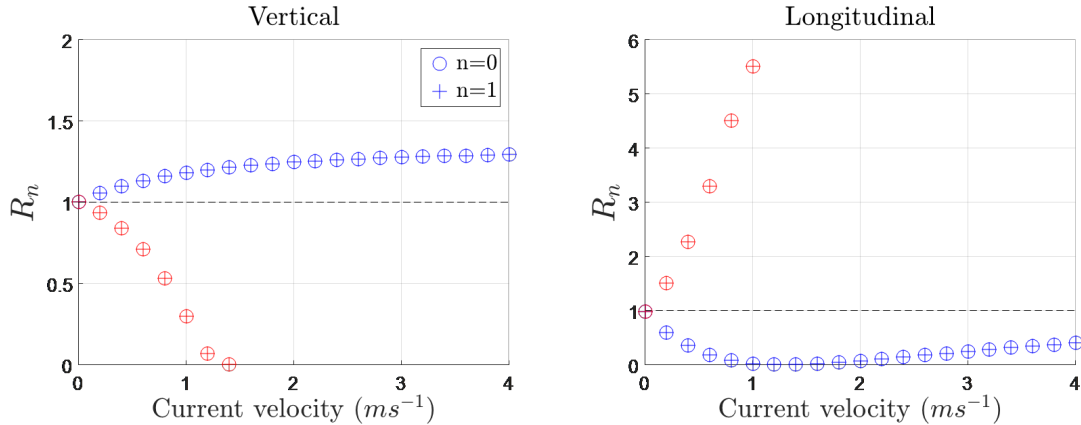 Vertical
2
1.5
1
0.5
0
R_n
n=0
n=1
0 1 2 3 4
Current velocity (ms⁻¹)
Longitudinal
6
5
4
3
2
1
0
R_n
0 1 2 3 4
Current velocity (ms⁻¹)